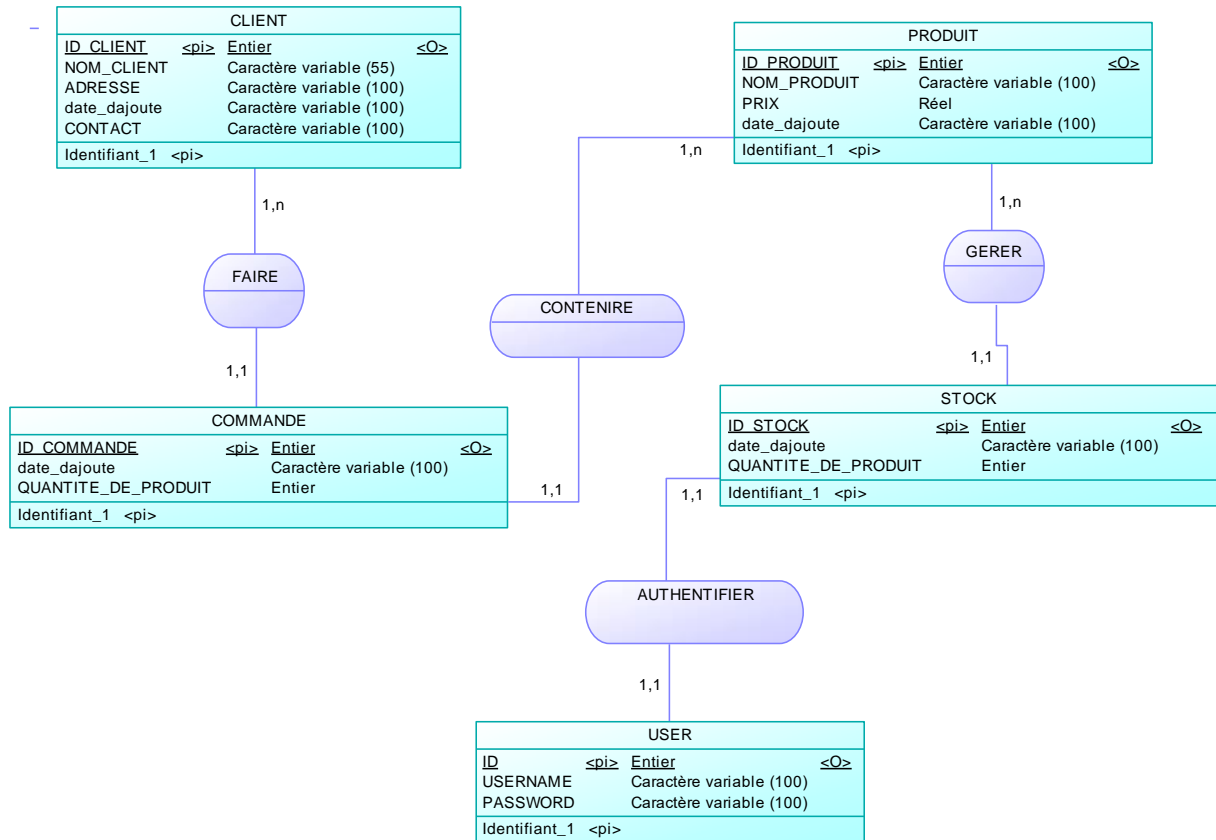 CLIENT
ID_CLIENT <pi> Entier <O>
NOM_CLIENT Caractère variable (55)
ADRESSE Caractère variable (100)
date_dajoute Caractère variable (100)
CONTACT Caractère variable (100)
Identifiant_1 <pi>
PRODUIT
ID_PRODUIT <pi> Entier <O>
NOM_PRODUIT Caractère variable (100)
PRIX Réel
date_dajoute Caractère variable (100)
Identifiant_1 <pi>
1,n
1,n
1,n
FAIRE
GERER
CONTENIRE
1,1
1,1
COMMANDE
ID_COMMANDE <pi> Entier <O>
date_dajoute Caractère variable (100)
QUANTITE_DE_PRODUIT Entier
Identifiant_1 <pi>
1,1
STOCK
ID_STOCK <pi> Entier <O>
date_dajoute Caractère variable (100)
QUANTITE_DE_PRODUIT Entier
Identifiant_1 <pi>
1,1
AUTHENTIFIER
1,1
USER
ID <pi> Entier <O>
USERNAME Caractère variable (100)
PASSWORD Caractère variable (100)
Identifiant_1 <pi>